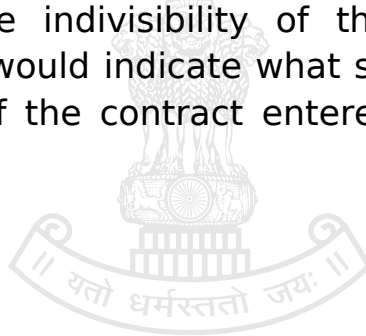 e indivisibility of th
would indicate what s
f the contract entere
॥ यतो धर्मस्ततो जयः ॥